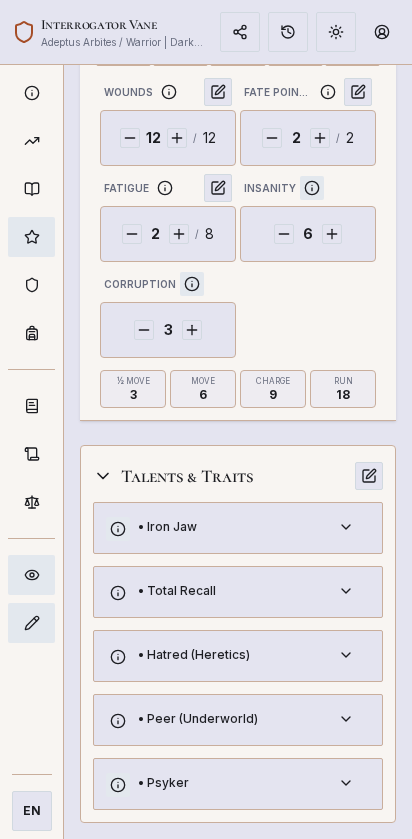 Interrogator Vane
Adeptus Arbites / Warrior | Dark...
WOUNDS
FATE POIN...
12 / 12
2 / 2
FATIGUE
INSANITY
2 / 8
6
CORRUPTION
3
½ MOVE
3
MOVE
6
CHARGE
9
RUN
18
Talents & Traits
• Iron Jaw
• Total Recall
• Hatred (Heretics)
• Peer (Underworld)
• Psyker
EN